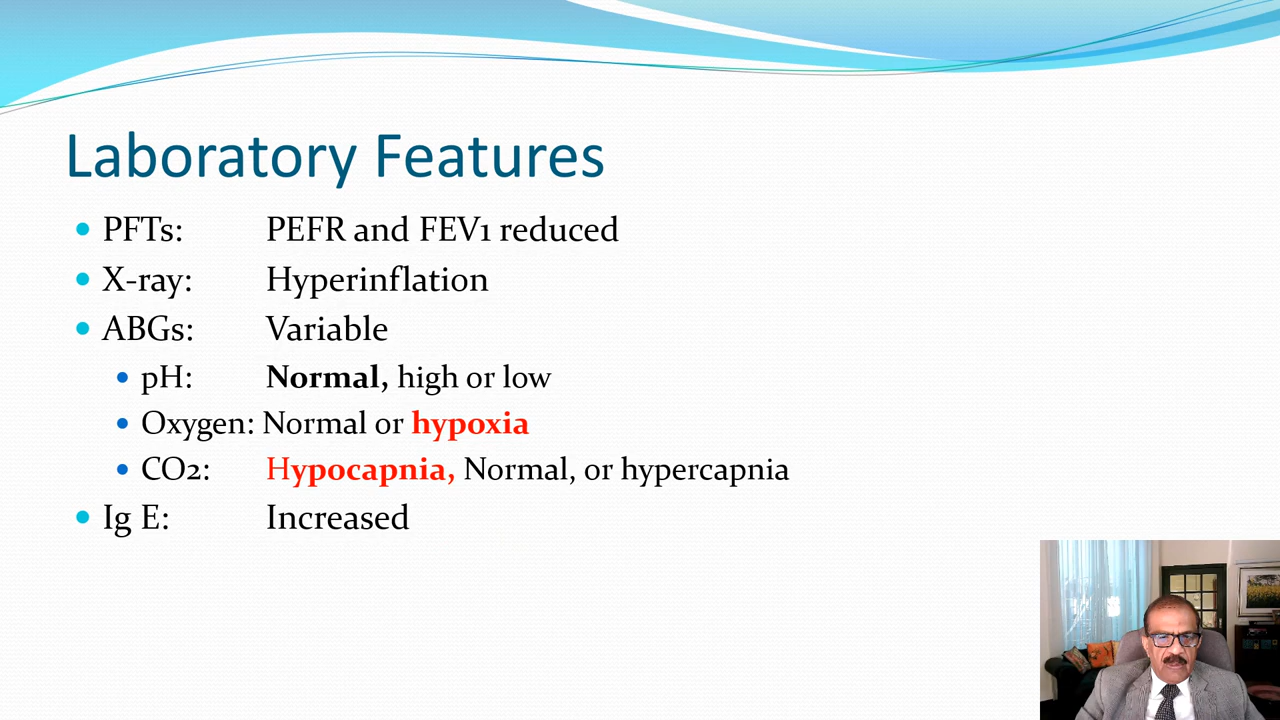 Laboratory Features
PFTs: PEFR and FEV1 reduced
X-ray: Hyperinflation
ABGs: Variable
pH: Normal, high or low
Oxygen: Normal or hypoxia
CO2: Hypocapnia, Normal, or hypercapnia
Ig E: Increased